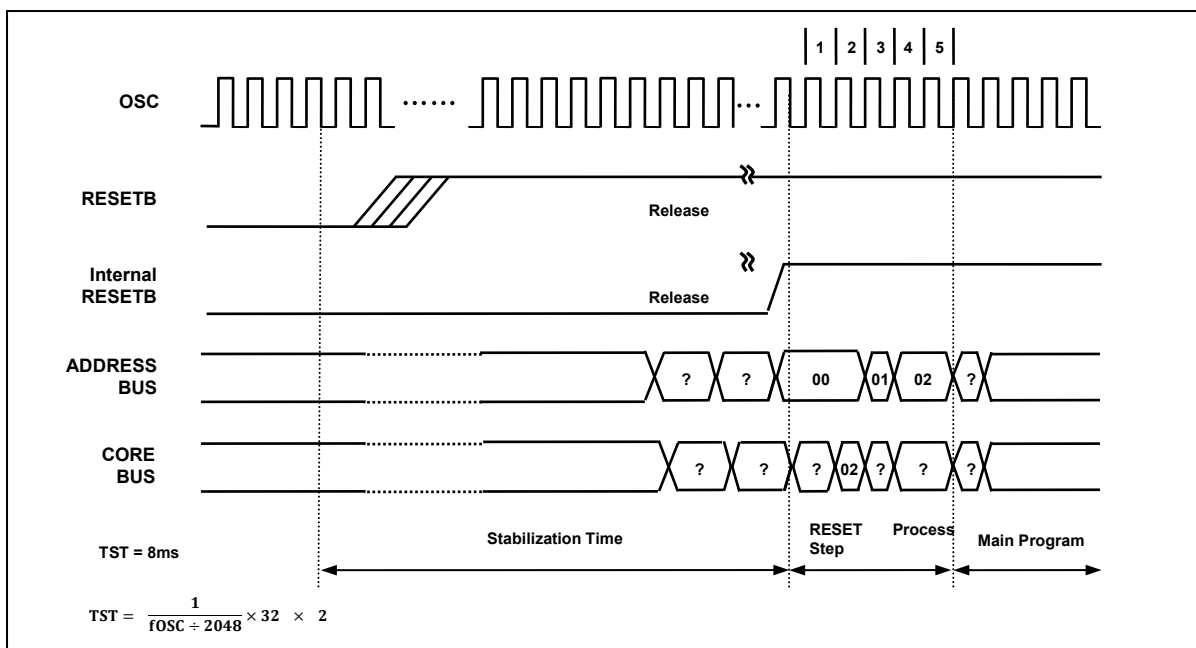 1 2 3 4 5
OSC
RESETB
Release
Internal
RESETB
Release
ADDRESS
BUS
? ? 00 01 02 ?
CORE
BUS
? ? ? 02 ? ? ?
TST = 8ms
Stabilization Time
RESET Process
Step
Main Program
TST = 1 / fOSC ÷ 2048 × 32 × 2